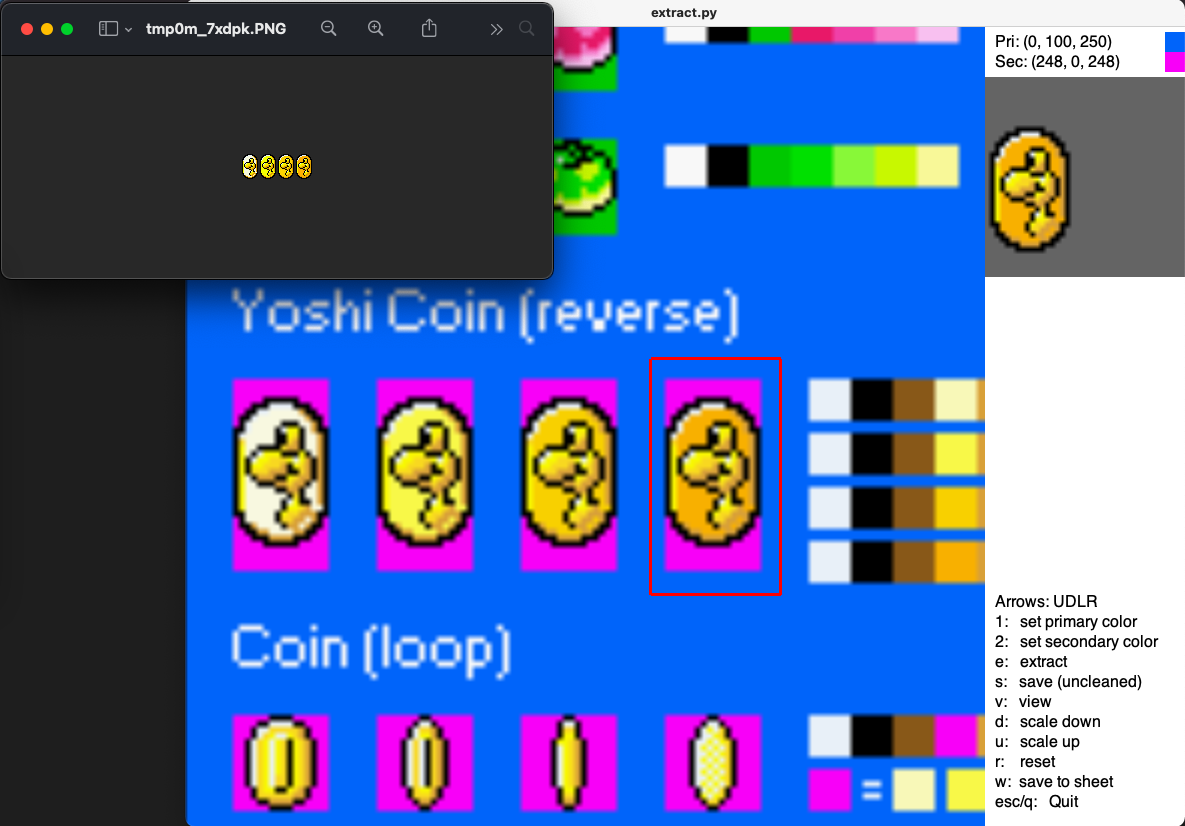 tmp0m_7xdpk.PNG
extract.py
Pri: (0, 100, 250)
Sec: (248, 0, 248)
Yoshi Coin (reverse)
Coin (loop)
=
Arrows: UDLR
1: set primary color
2: set secondary color
e: extract
s: save (uncleaned)
v: view
d: scale down
u: scale up
r: reset
w: save to sheet
esc/q: Quit